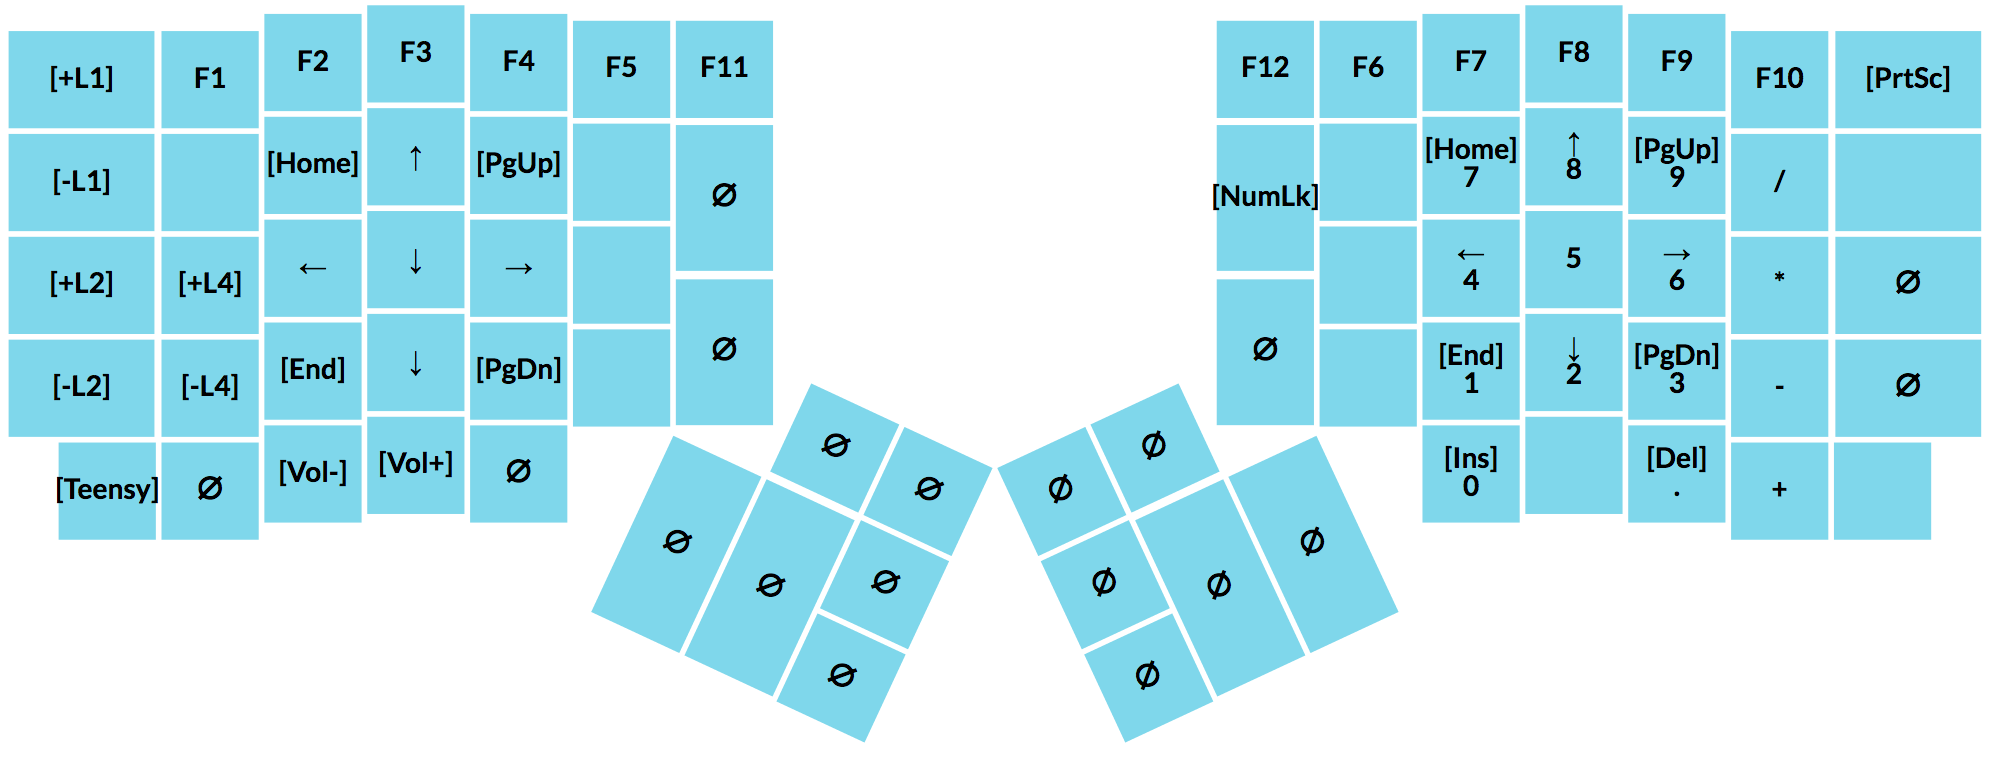 [+L1] F1 F2 F3 F4 F5 F11 F12 F6 F7 F8 F9 F10 [PrtSc]
[-L1] [Home] ↑ [PgUp] ∅ [NumLk] [Home] ↑ [PgUp] /
7 8 9
[+L2] [+L4] ← ↓ → ← 5 → * ∅
4 6
[-L2] [-L4] [End] ↓ [PgDn] ∅ ∅ [End] ↓ [PgDn] - ∅
1 2 3
[Teensy] ∅ [Vol-] [Vol+] ∅ [Ins] [Del] +
0 .
∅ ∅ ∅ ∅
∅ ∅ ∅ ∅ ∅ ∅
∅ ∅